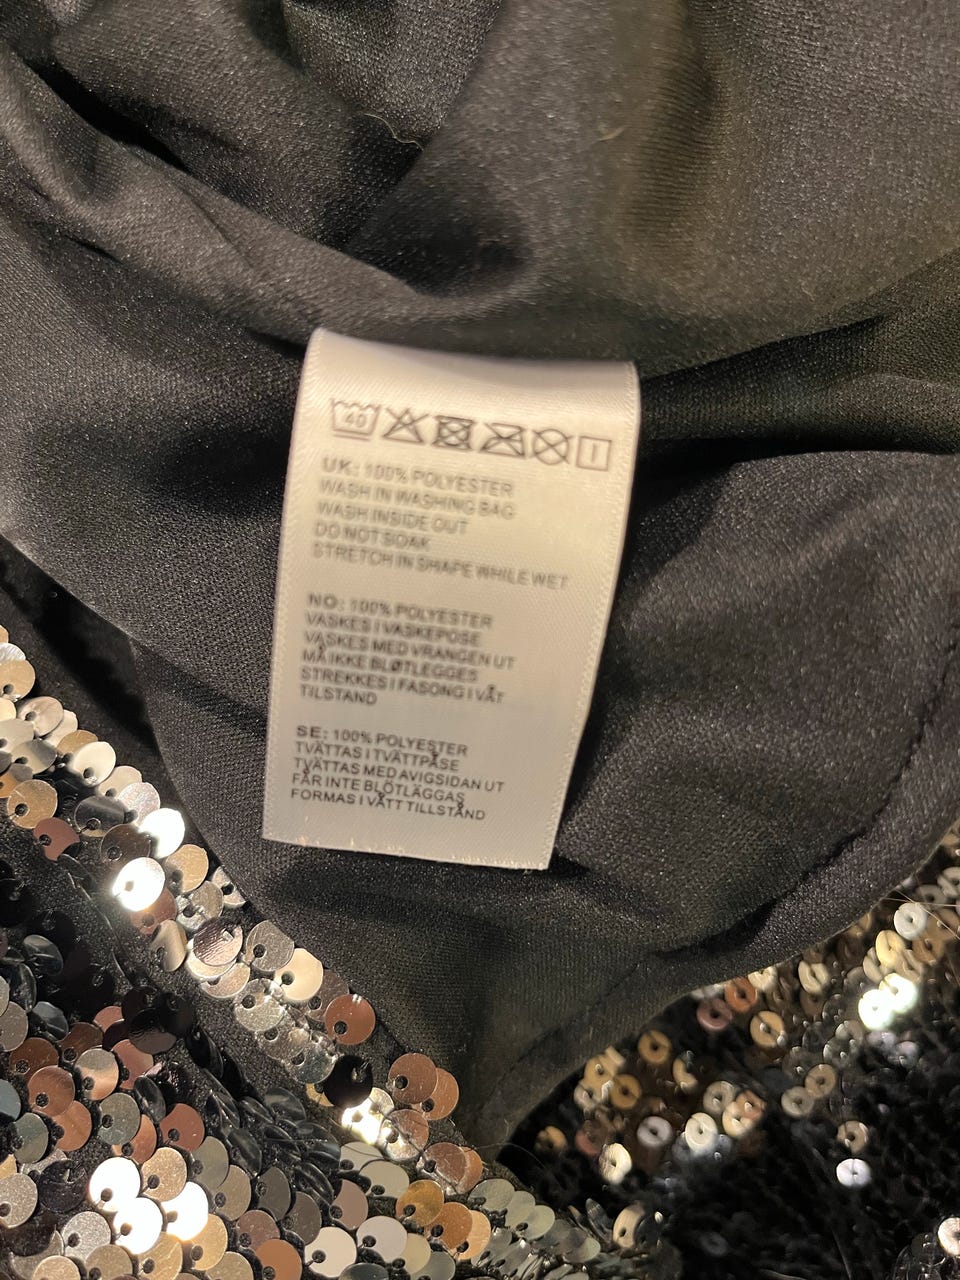 40
UK: 100% POLYESTER
WASH IN WASHING BAG
WASH INSIDE OUT
DO NOT SOAK
STRETCH IN SHAPE WHILE WET
NO: 100% POLYESTER
VASKES I VASKEPOSE
VASKES MED VRANGEN UT
MÅ IKKE BLØTLEGGES
STREKKES I FASONG I VÅT
TILSTAND
SE: 100% POLYESTER
TVÄTTAS I TVÄTTPÅSE
TVÄTTAS MED AVIGSIDAN UT
FÅR INTE BLÖTLÄGGAS
FORMAS I VÅTT TILLSTÅND